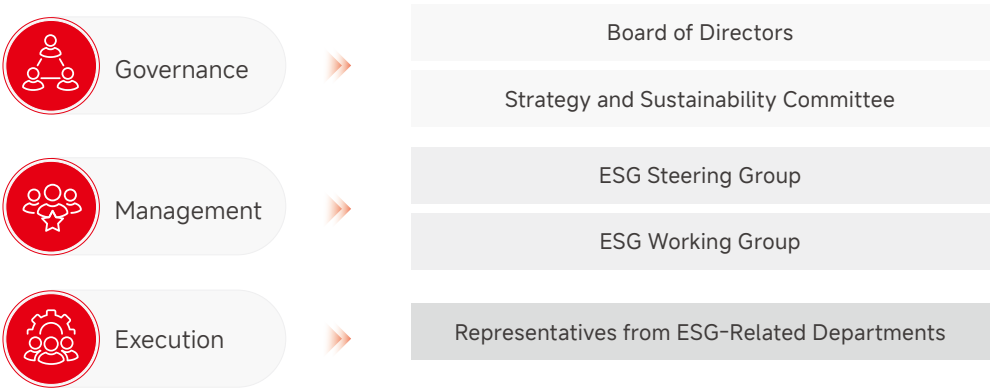 Governance
Board of Directors
Strategy and Sustainability Committee
Management
ESG Steering Group
ESG Working Group
Execution
Representatives from ESG-Related Departments